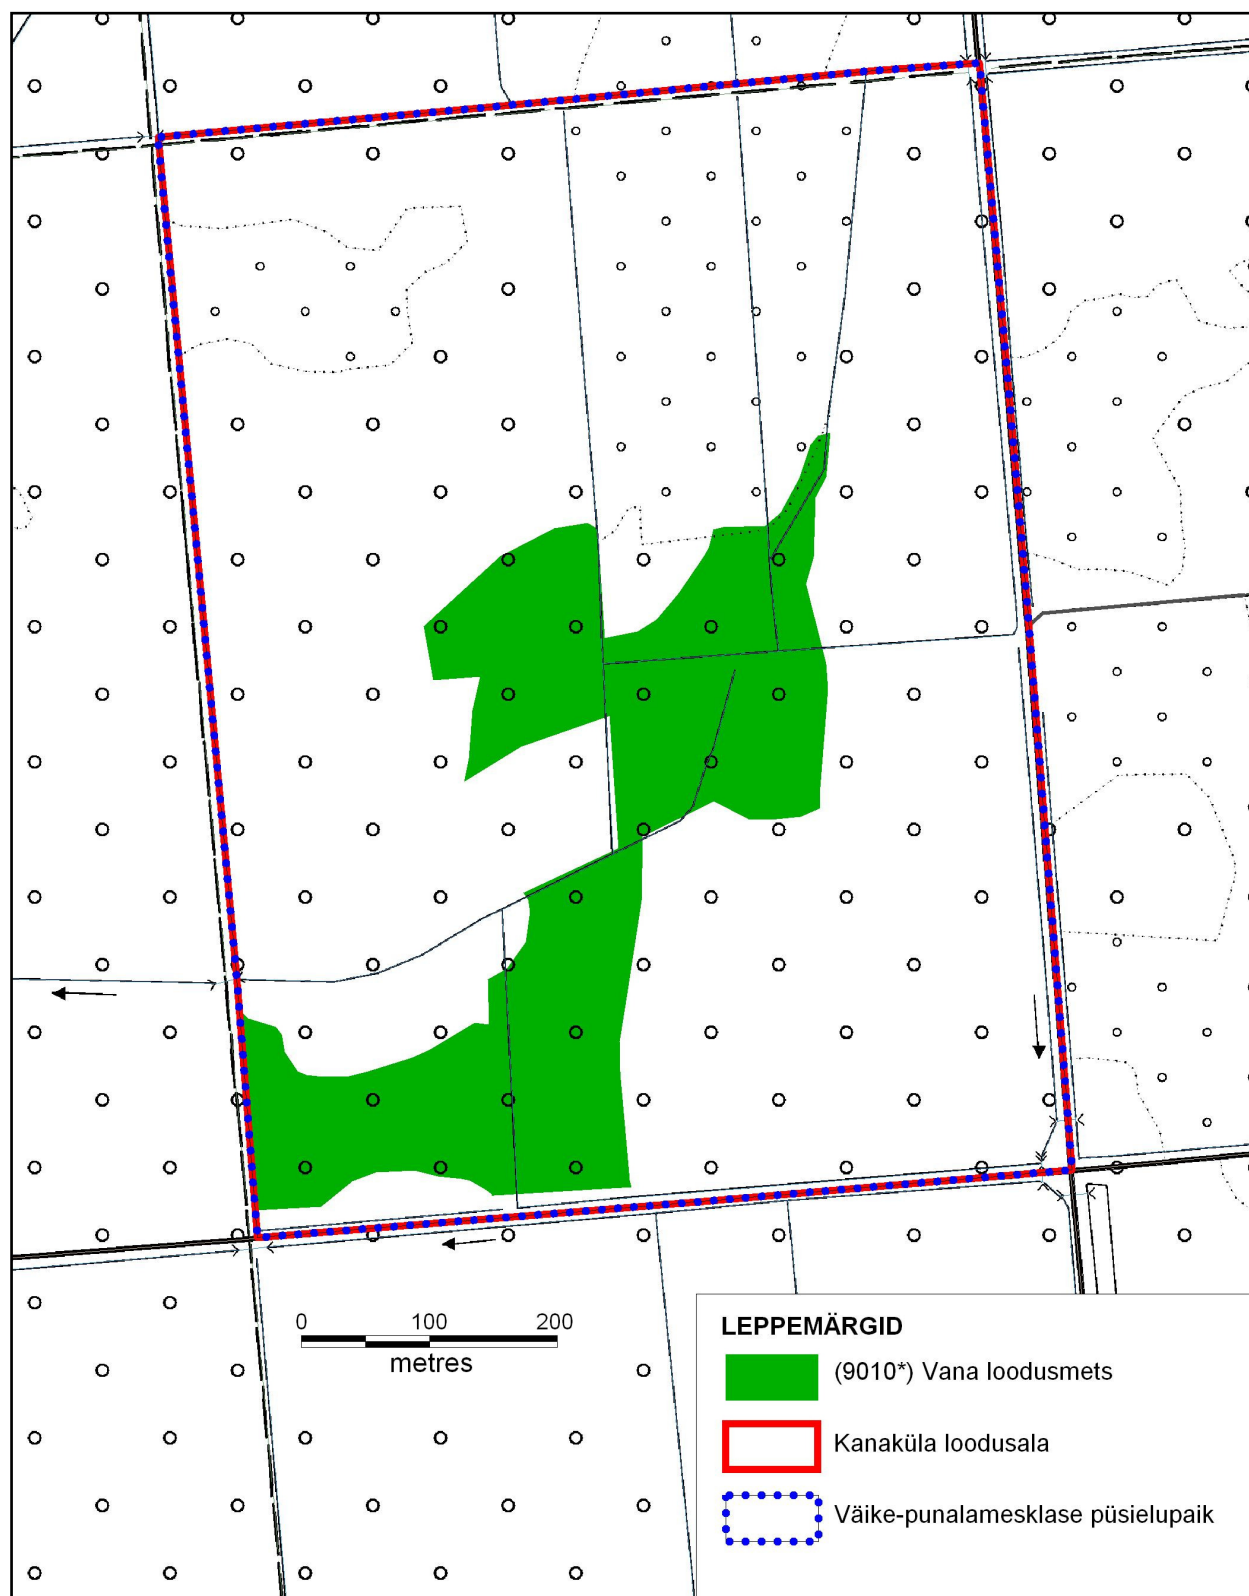 0 100 200
metres
LEPPEMÄRGID
(9010*) Vana loodusmets
Kanaküla loodusala
Väike-punalamesklase püsielupaik